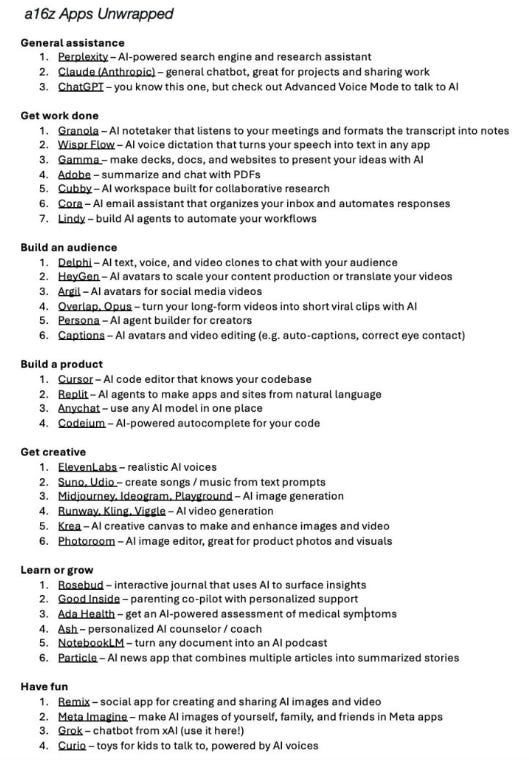 a16z Apps Unwrapped
General assistance
1. Perplexity – AI-powered search engine and research assistant
2. Claude (Anthropic) – general chatbot, great for projects and sharing work
3. ChatGPT – you know this one, but check out Advanced Voice Mode to talk to AI
Get work done
1. Granola – AI notetaker that listens to your meetings and formats the transcript into notes
2. Wispr Flow – AI voice dictation that turns your speech into text in any app
3. Gamma – make decks, docs, and websites to present your ideas with AI
4. Adobe – summarize and chat with PDFs
5. Cubby – AI workspace built for collaborative research
6. Cora – AI email assistant that organizes your inbox and automates responses
7. Lindy – build AI agents to automate your workflows
Build an audience
1. Delphi – AI text, voice, and video clones to chat with your audience
2. HeyGen – AI avatars to scale your content production or translate your videos
3. Argil – AI avatars for social media videos
4. Overlap, Opus – turn your long-form videos into short viral clips with AI
5. Persona – AI agent builder for creators
6. Captions – AI avatars and video editing (e.g. auto-captions, correct eye contact)
Build a product
1. Cursor – AI code editor that knows your codebase
2. Replit – AI agents to make apps and sites from natural language
3. Anychat – use any AI model in one place
4. Codeium – AI-powered autocomplete for your code
Get creative
1. ElevenLabs – realistic AI voices
2. Suno, Udio – create songs / music from text prompts
3. Midjourney, Ideogram, Playground – AI image generation
4. Runway, Kling, Viggle – AI video generation
5. Krea – AI creative canvas to make and enhance images and video
6. Photoroom – AI image editor, great for product photos and visuals
Learn or grow
1. Rosebud – interactive journal that uses AI to surface insights
2. Good Inside – parenting co-pilot with personalized support
3. Ada Health – get an AI-powered assessment of medical symptoms
4. Ash – personalized AI counselor / coach
5. NotebookLM – turn any document into an AI podcast
6. Particle – AI news app that combines multiple articles into summarized stories
Have fun
1. Remix – social app for creating and sharing AI images and video
2. Meta Imagine – make AI images of yourself, family, and friends in Meta apps
3. Grok – chatbot from xAI (use it here!)
4. Curio – toys for kids to talk to, powered by AI voices